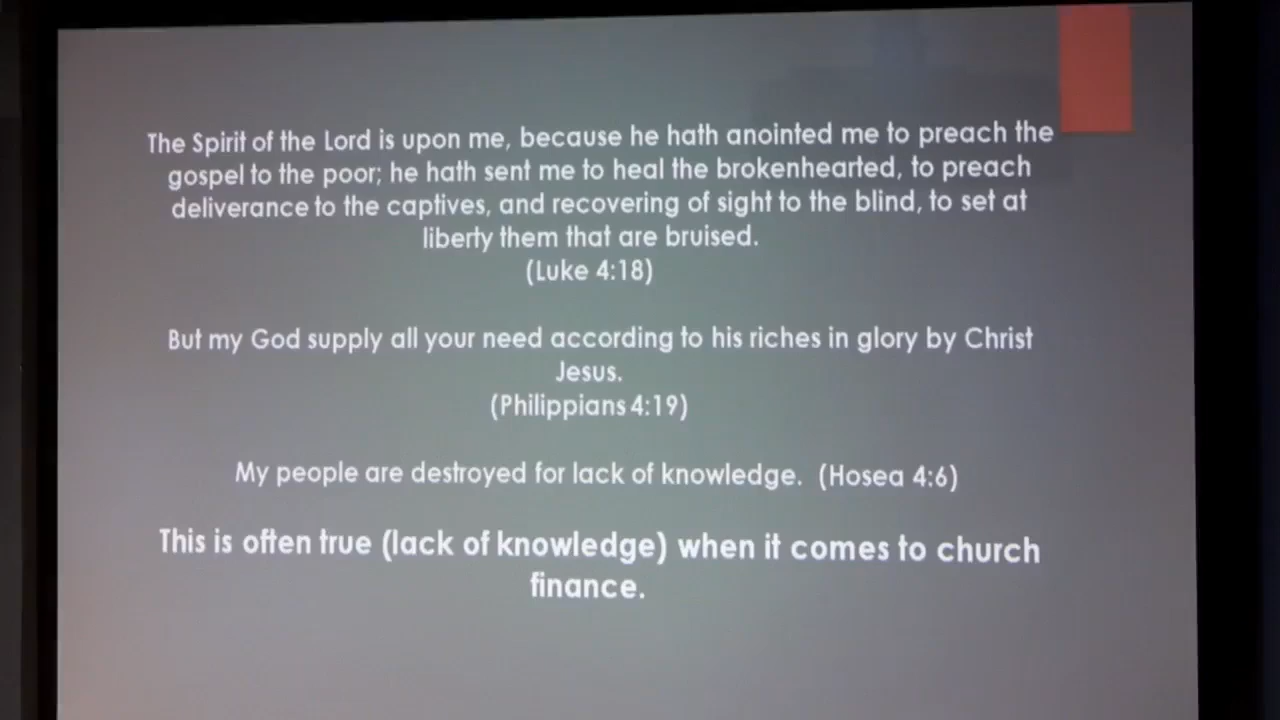 The Spirit of the Lord is upon me, because he hath anointed me to preach the
gospel to the poor; he hath sent me to heal the brokenhearted, to preach
deliverance to the captives, and recovering of sight to the blind, to set at
liberty them that are bruised.
(Luke 4:18)
But my God supply all your need according to his riches in glory by Christ
Jesus.
(Philippians 4:19)
My people are destroyed for lack of knowledge. (Hosea 4:6)
This is often true (lack of knowledge) when it comes to church
finance.